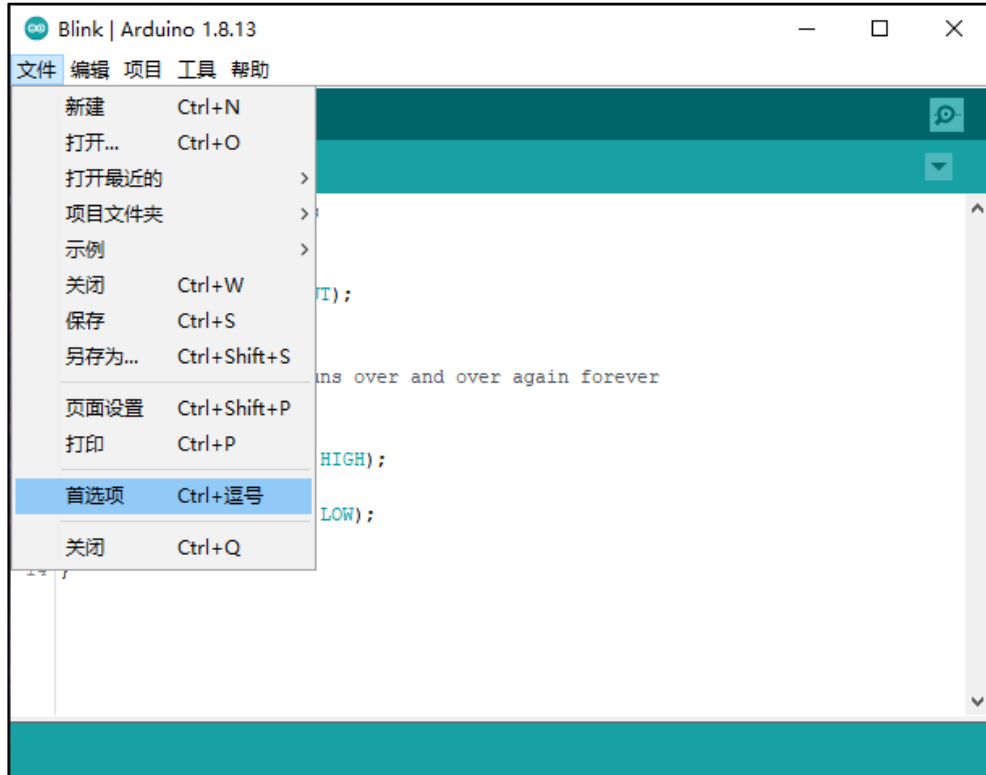 Blink | Arduino 1.8.13
文件 编辑 项目 工具 帮助
新建 Ctrl+N
打开... Ctrl+O
打开最近的
项目文件夹
示例
关闭 Ctrl+W
保存 Ctrl+S
另存为... Ctrl+Shift+S
页面设置 Ctrl+Shift+P
打印 Ctrl+P
首选项 Ctrl+逗号
关闭 Ctrl+Q
);
over and over again forever
HIGH);
LOW);